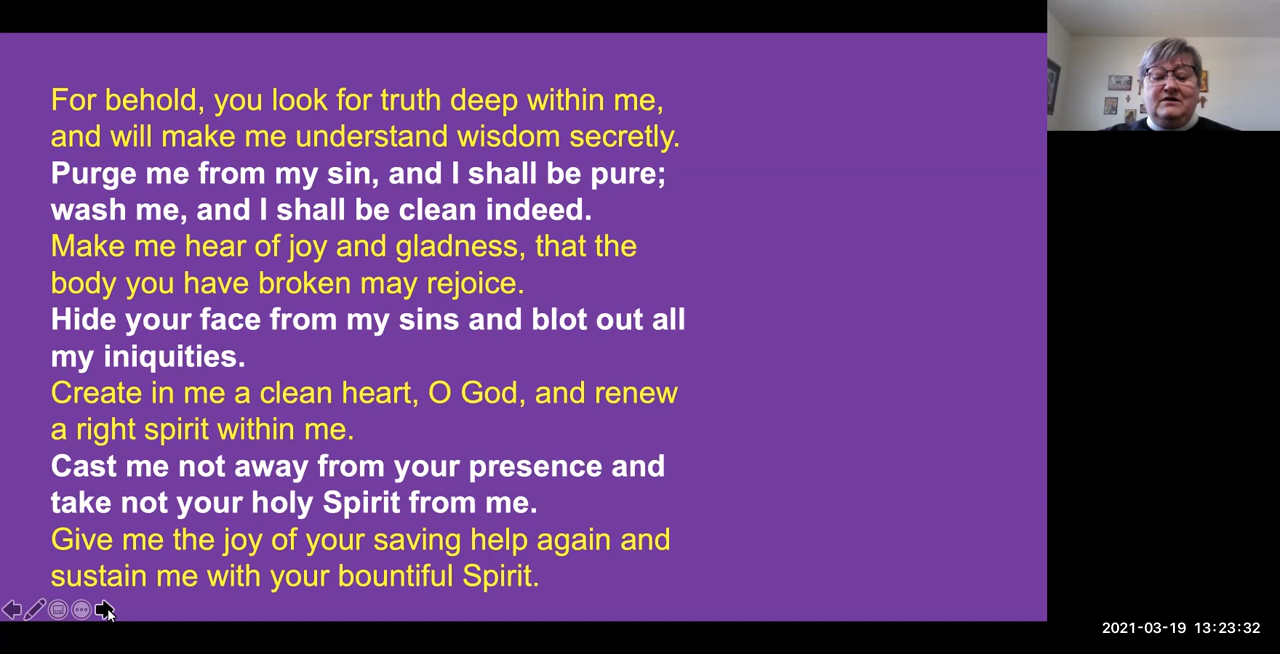 For behold, you look for truth deep within me,
and will make me understand wisdom secretly.
Purge me from my sin, and I shall be pure;
wash me, and I shall be clean indeed.
Make me hear of joy and gladness, that the
body you have broken may rejoice.
Hide your face from my sins and blot out all
my iniquities.
Create in me a clean heart, O God, and renew
a right spirit within me.
Cast me not away from your presence and
take not your holy Spirit from me.
Give me the joy of your saving help again and
sustain me with your bountiful Spirit.
2021-03-19 13:23:32